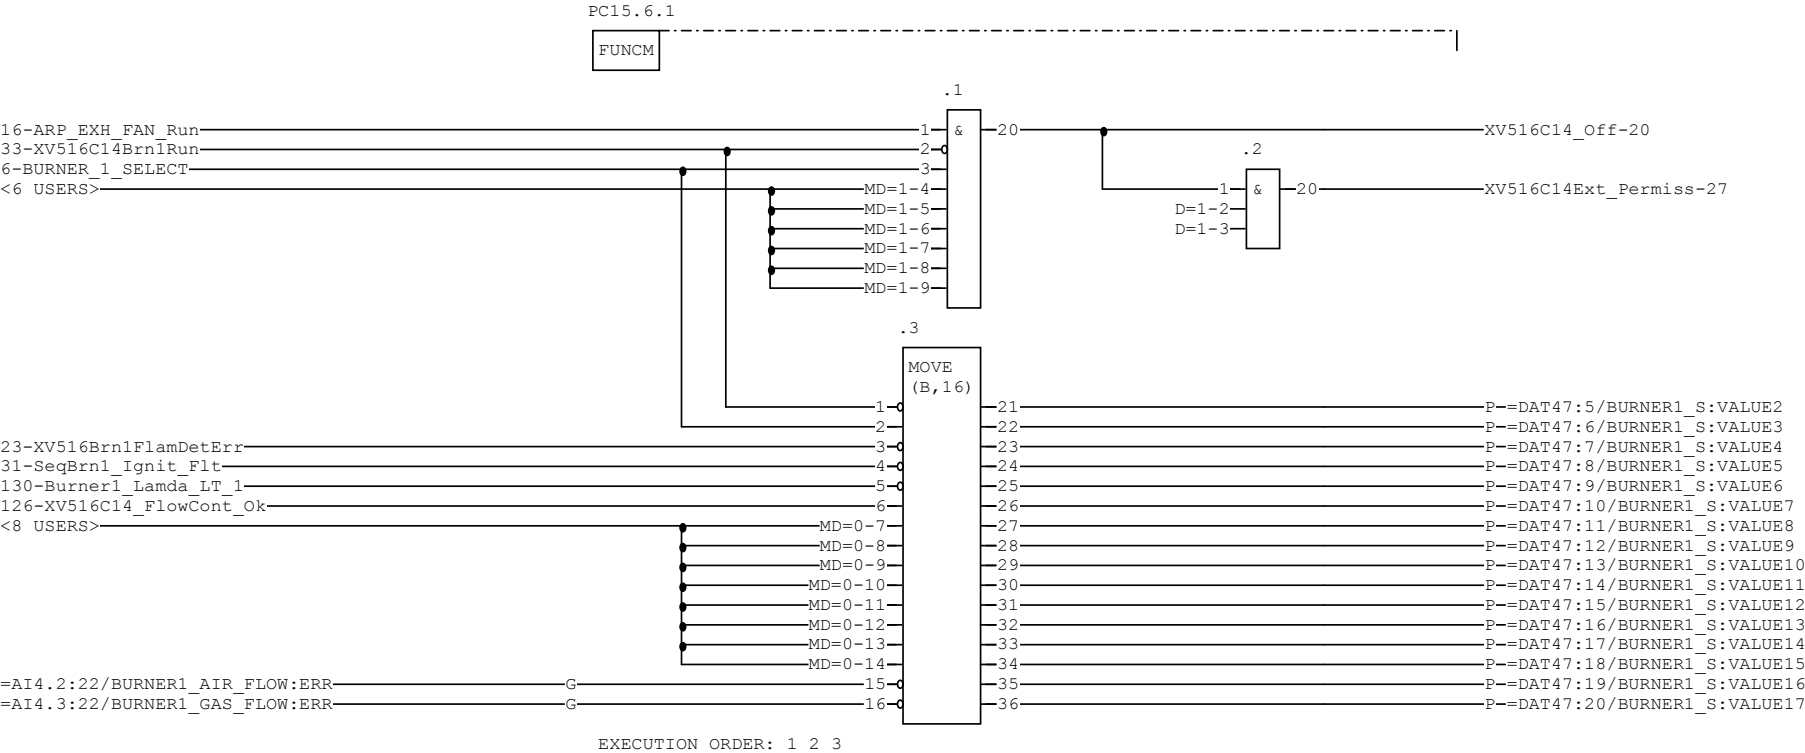 PC15.6.1
FUNCM
.1
16-ARP_EXH_FAN_Run 1 & 20 XV516C14_Off-20
33-XV516C14Brn1Run 2 .2
6-BURNER_1_SELECT 3
<6 USERS> MD=1-4 1 & 20 XV516C14Ext_Permiss-27
MD=1-5 D=1-2
MD=1-6 D=1-3
MD=1-7
MD=1-8
MD=1-9
.3
MOVE
(B,16)
1 21 P-=DAT47:5/BURNER1_S:VALUE2
2 22 P-=DAT47:6/BURNER1_S:VALUE3
23-XV516Brn1FlamDetErr 3 23 P-=DAT47:7/BURNER1_S:VALUE4
31-SeqBrn1_Ignit_Flt 4 24 P-=DAT47:8/BURNER1_S:VALUE5
130-Burner1_Lamda_LT_1 5 25 P-=DAT47:9/BURNER1_S:VALUE6
126-XV516C14_FlowCont_Ok 6 26 P-=DAT47:10/BURNER1_S:VALUE7
<8 USERS> MD=0-7 27 P-=DAT47:11/BURNER1_S:VALUE8
MD=0-8 28 P-=DAT47:12/BURNER1_S:VALUE9
MD=0-9 29 P-=DAT47:13/BURNER1_S:VALUE10
MD=0-10 30 P-=DAT47:14/BURNER1_S:VALUE11
MD=0-11 31 P-=DAT47:15/BURNER1_S:VALUE12
MD=0-12 32 P-=DAT47:16/BURNER1_S:VALUE13
MD=0-13 33 P-=DAT47:17/BURNER1_S:VALUE14
MD=0-14 34 P-=DAT47:18/BURNER1_S:VALUE15
=AI4.2:22/BURNER1_AIR_FLOW:ERR G 15 35 P-=DAT47:19/BURNER1_S:VALUE16
=AI4.3:22/BURNER1_GAS_FLOW:ERR G 16 36 P-=DAT47:20/BURNER1_S:VALUE17
EXECUTION ORDER: 1 2 3